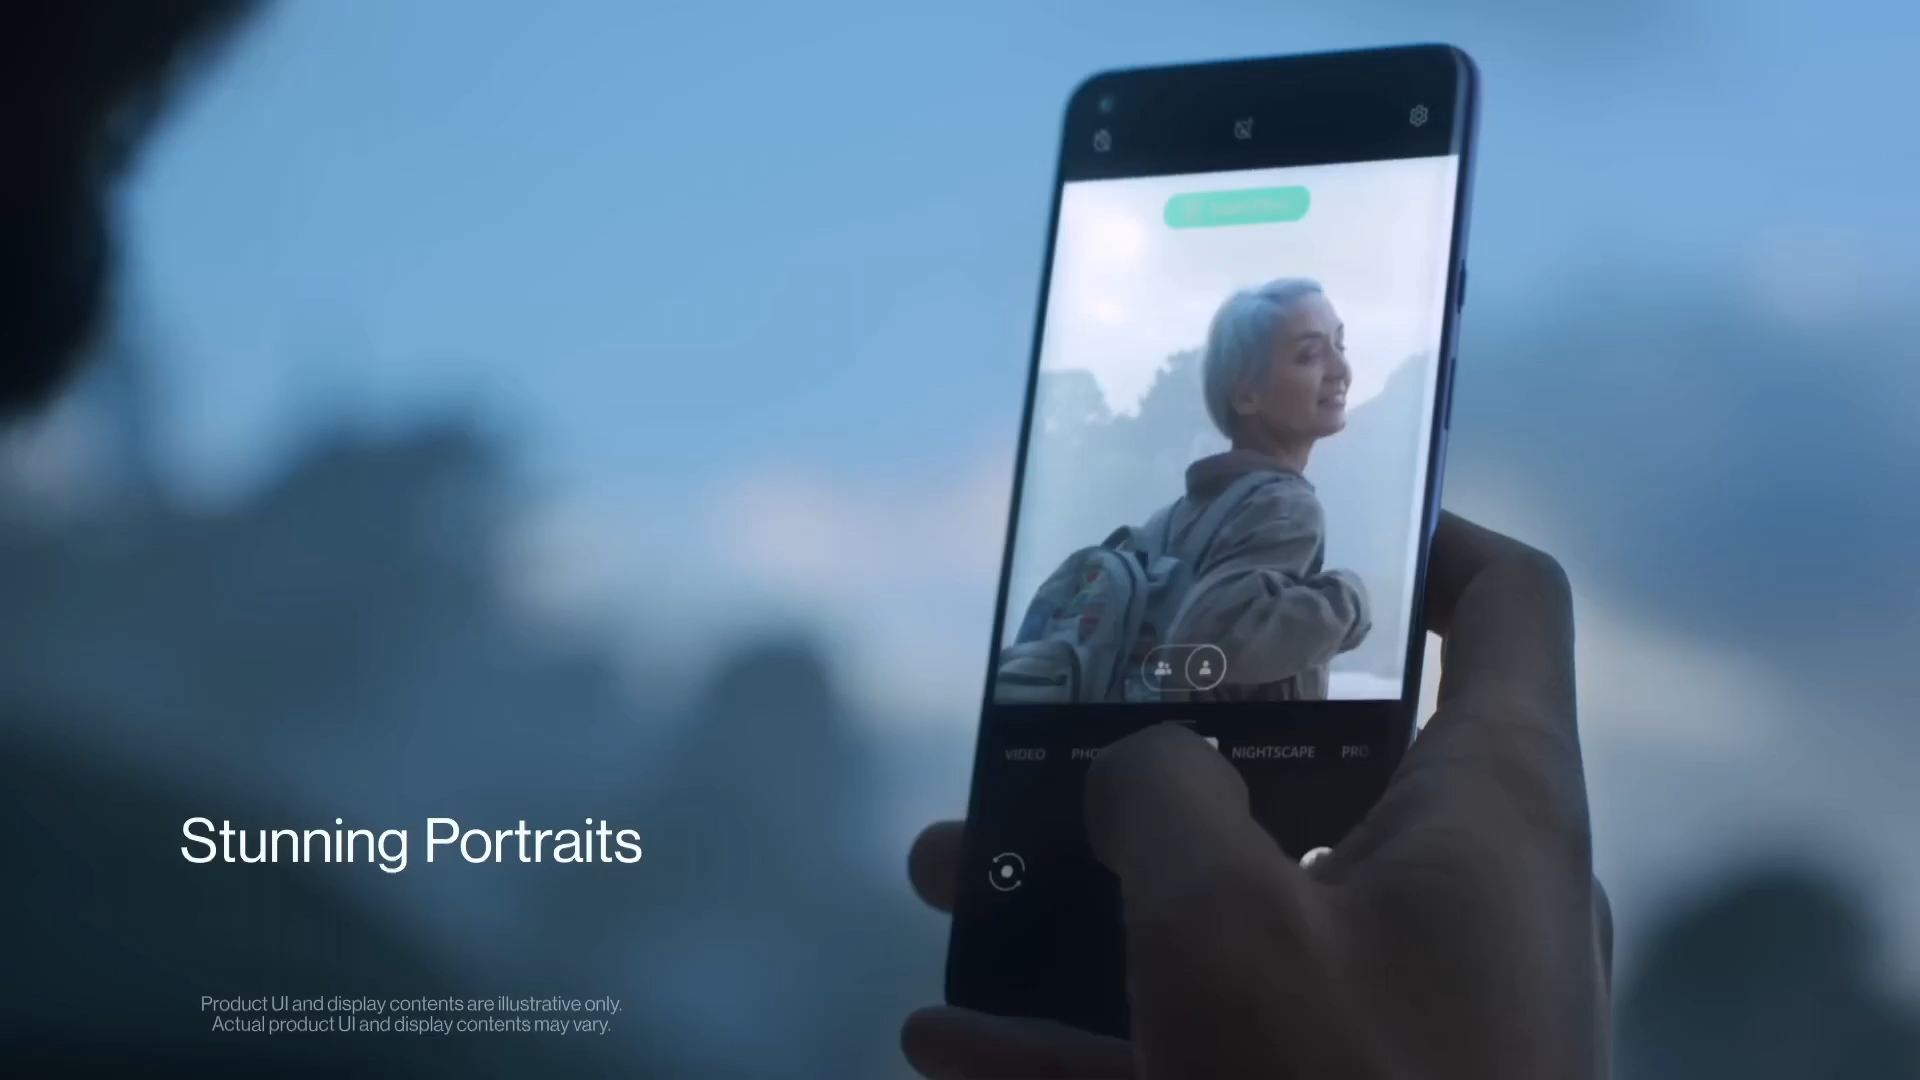 VIDEO
NIGHTSCAPE
PRO
Stunning Portraits
Product UI and display contents are illustrative only.
Actual product UI and display contents may vary.